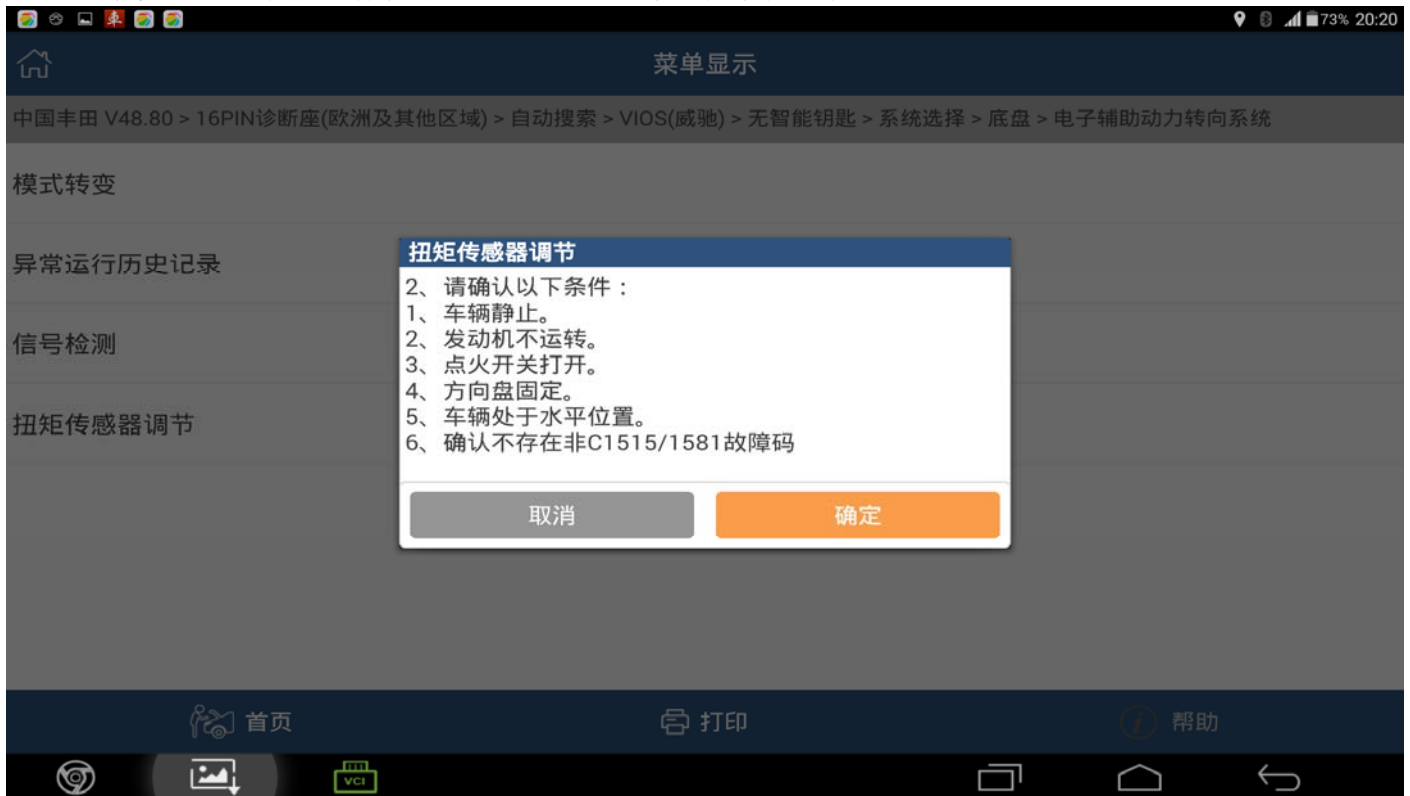 73% 20:20
菜单显示
中国丰田 V48.80 > 16PIN诊断座(欧洲及其他区域) > 自动搜索 > VIOS(威驰) > 无智能钥匙 > 系统选择 > 底盘 > 电子辅助动力转向系统
模式转变
异常运行历史记录
信号检测
扭矩传感器调节
扭矩传感器调节
2、请确认以下条件：
1、车辆静止。
2、发动机不运转。
3、点火开关打开。
4、方向盘固定。
5、车辆处于水平位置。
6、确认不存在非C1515/1581故障码
取消
确定
首页
打印
帮助
VCI